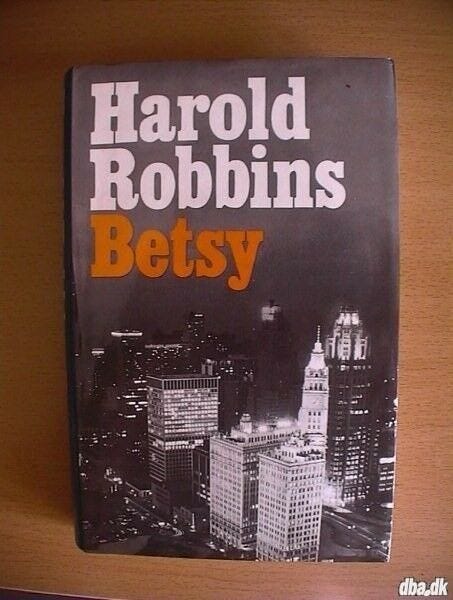 Harold
Robbins
Betsy
dba.dk